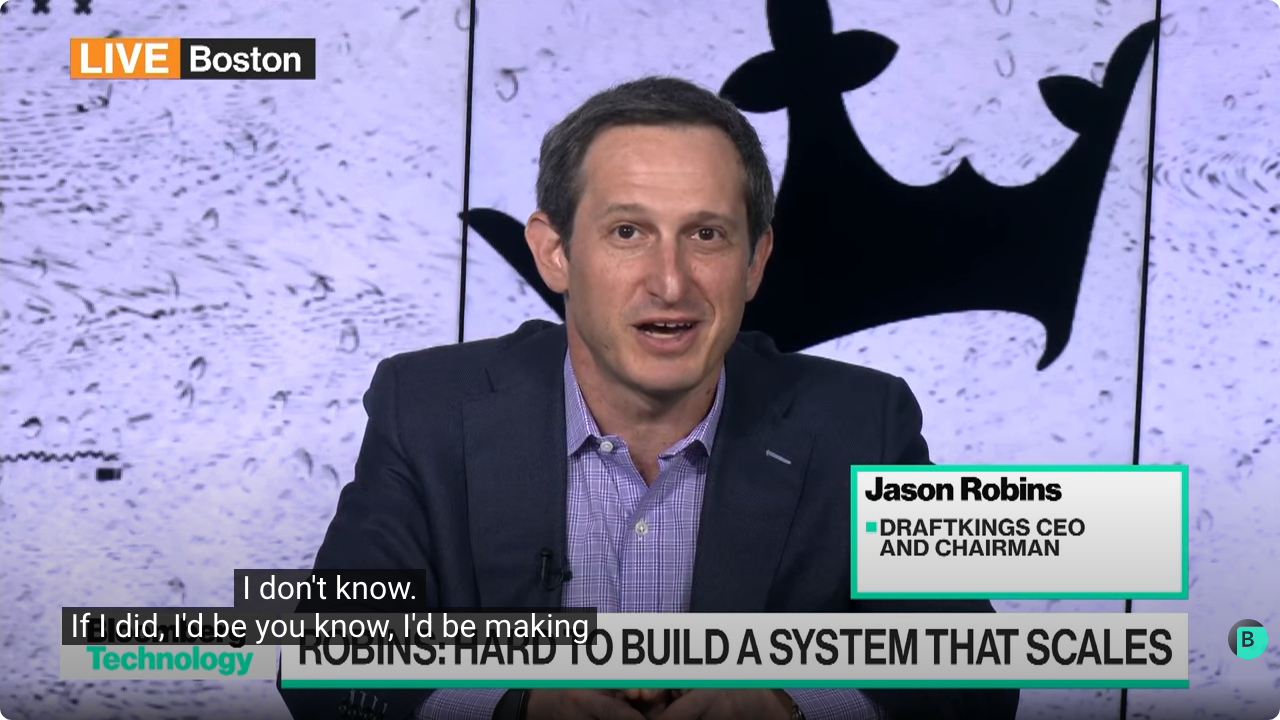 LIVE Boston
Jason Robins
DRAFTKINGS CEO
AND CHAIRMAN
I don't know.
If I did, I'd be you know, I'd be making
Bloomberg
Technology
ROBINS: HARD TO BUILD A SYSTEM THAT SCALES
B